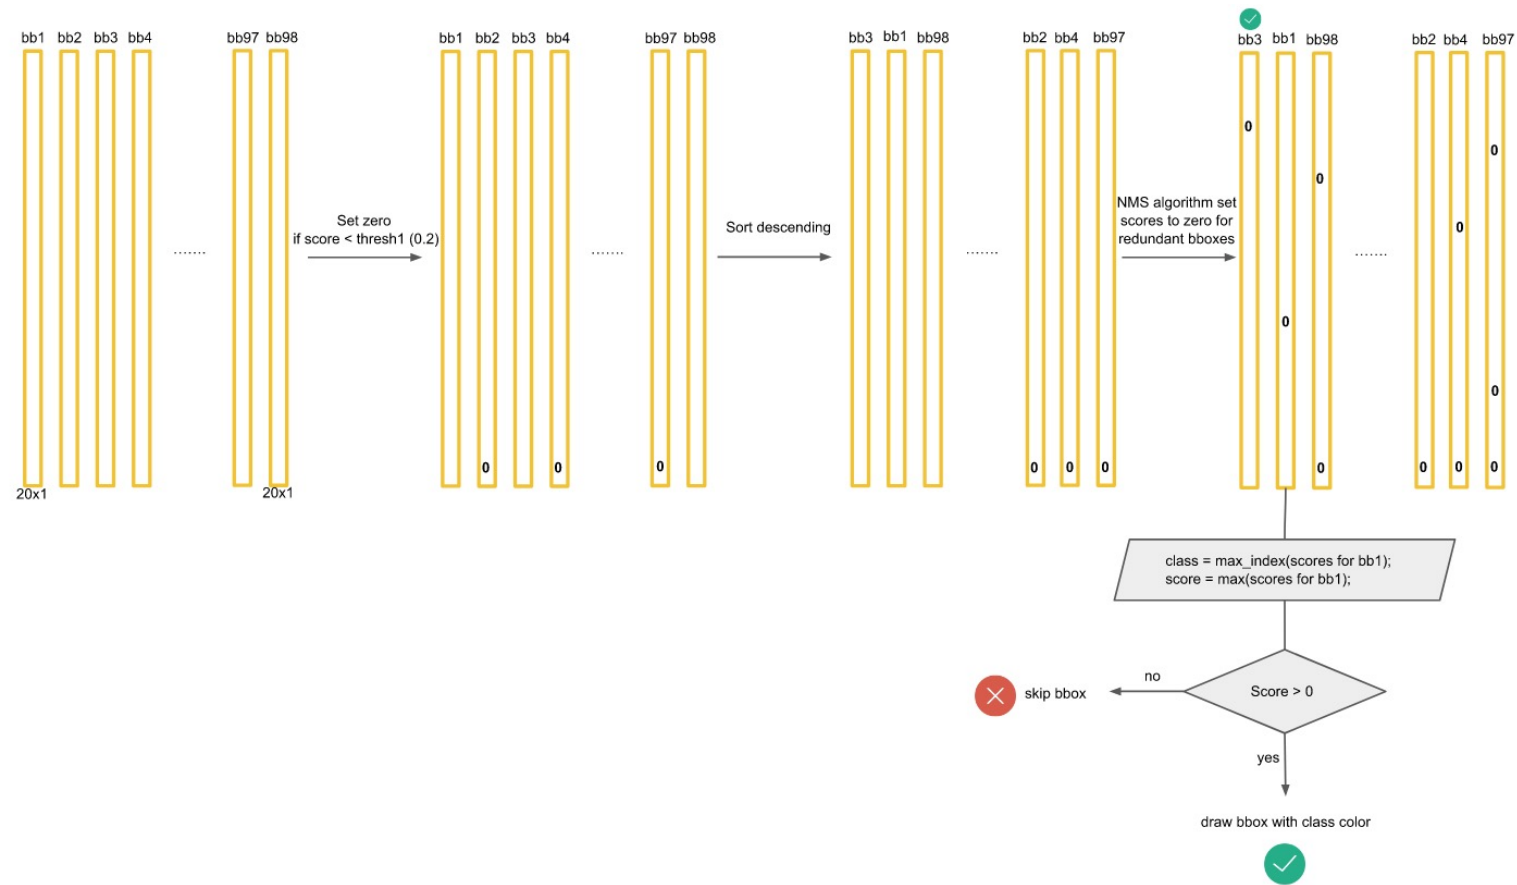 bb1 bb2 bb3 bb4 bb97 bb98
bb1 bb2 bb3 bb4 bb97 bb98
bb3 bb1 bb98 bb2 bb4 bb97
bb3 bb1 bb98 bb2 bb4 bb97
.......
20x1
20x1
Set zero
if score < thresh1 (0.2)
0 0 ....... 0
Sort descending
.......
0 0 0
NMS algorithm set
scores to zero for
redundant bboxes
0
0
0
0
.......
0
0
0
0
0 0 0
class = max_index(scores for bb1);
score = max(scores for bb1);
Score > 0
no
skip bbox
yes
draw bbox with class color